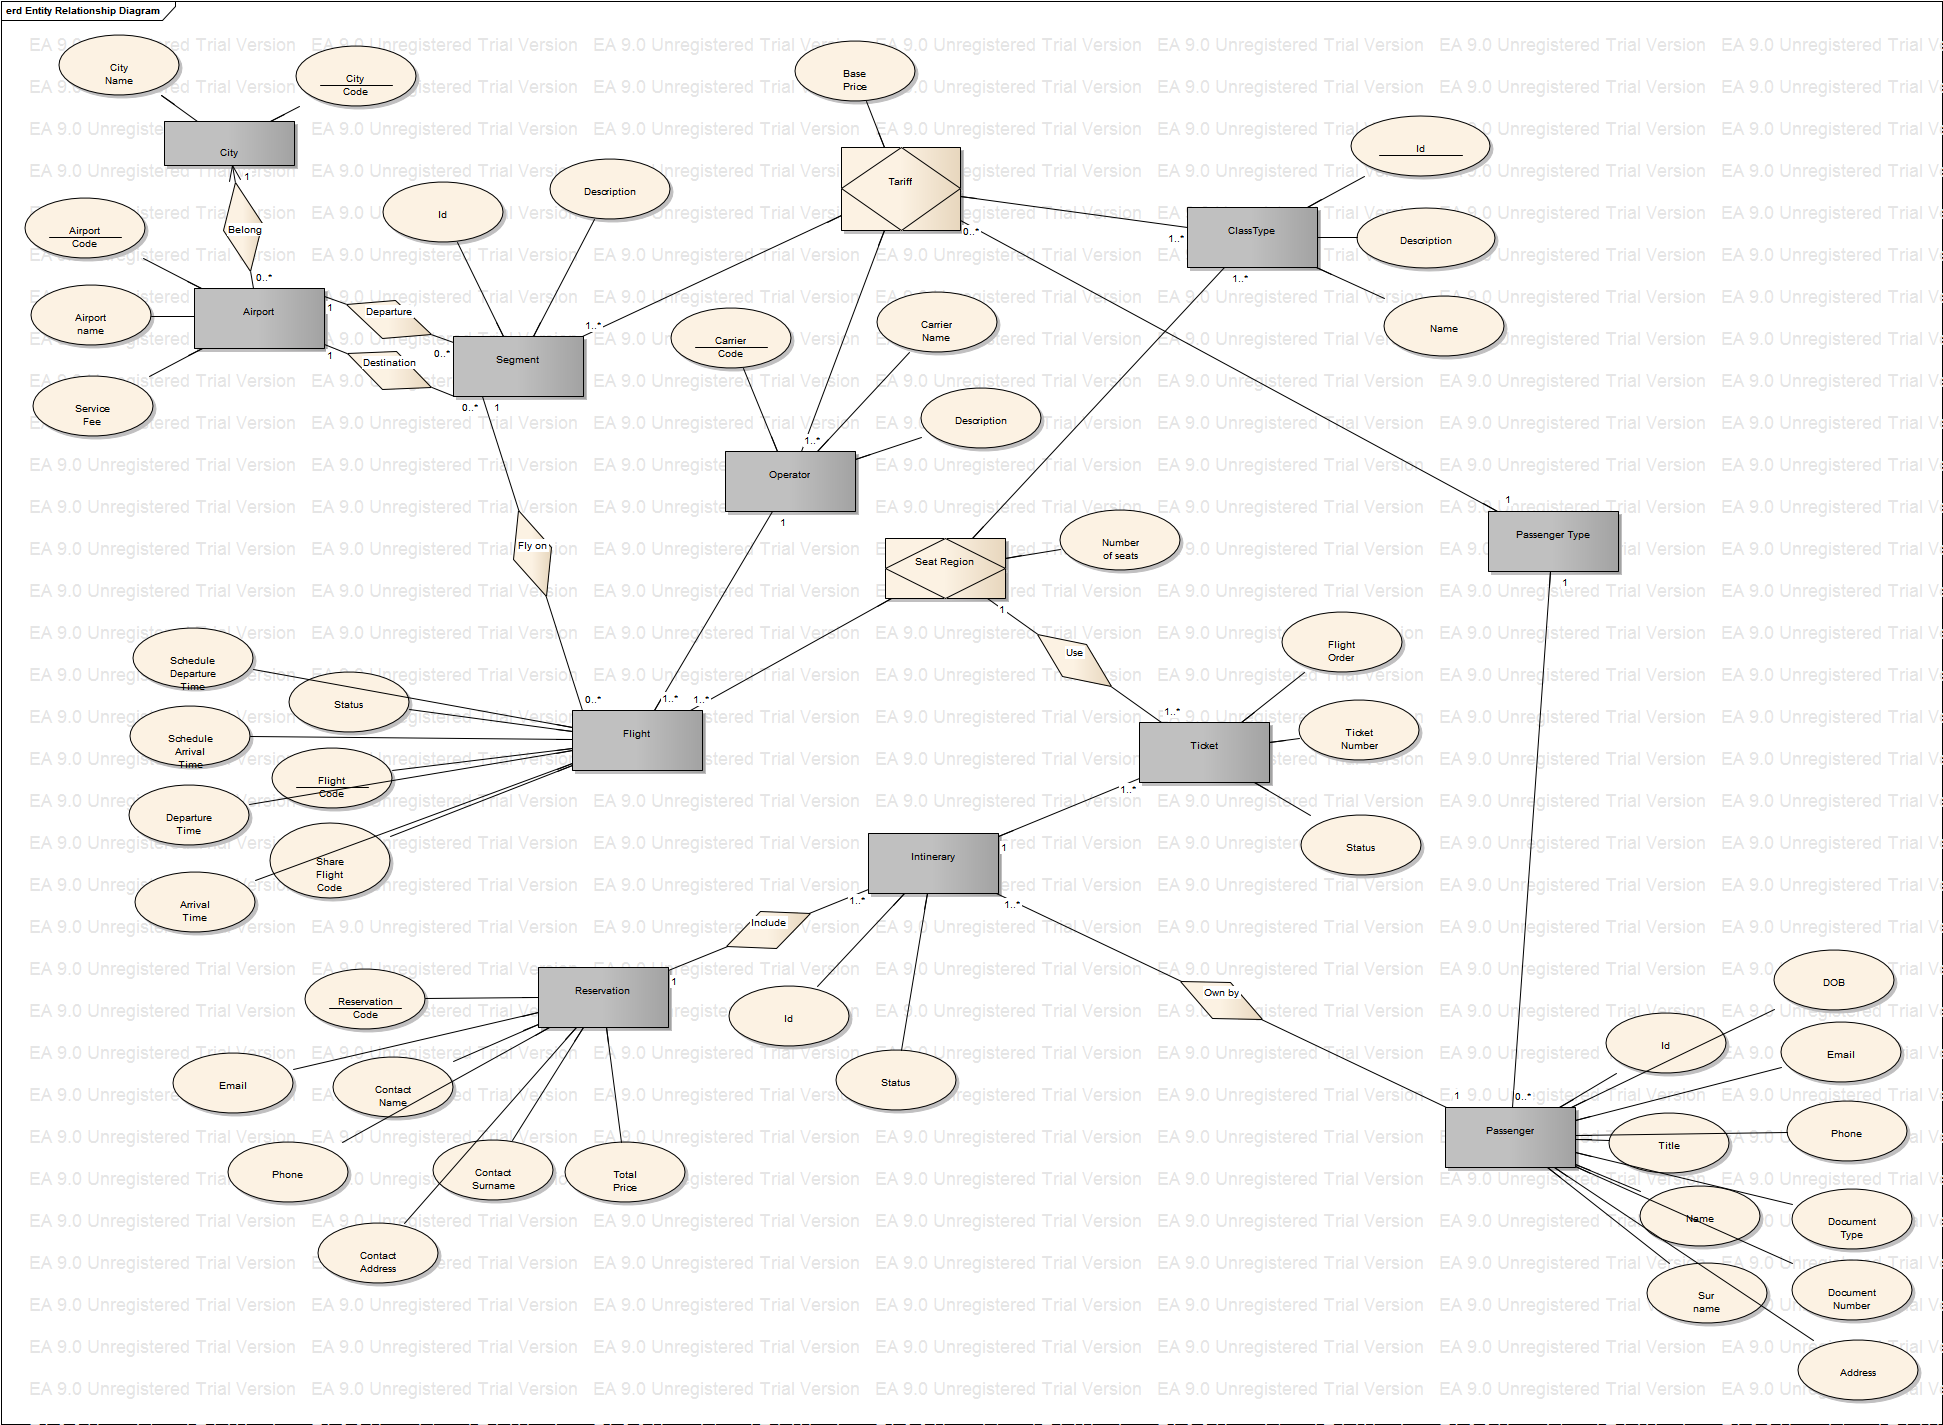 erd Entity Relationship Diagram
EA 9.0 Unregistered Trial Version
City
Name
City
Code
Base
Price
City
1
Id
Description
Tariff
Id
Airport
Code
Belong
0..*
ClassType
1..*
0..*
Description
1..*
Airport
name
Airport
1
Departure
0..*
1
Destination
Segment
1..*
0..*
1
Carrier
Code
Carrier
Name
Name
Service
Fee
Description
1..*
Operator
1
1
Passenger Type
1
Fly on
Seat Region
Number
of seats
1
Use
Flight
Order
Schedule
Departure
Time
Status
0..*
1..*
1..*
Flight
1..*
Ticket
Ticket
Number
Schedule
Arrival
Time
Flight
Code
1..*
Departure
Time
Status
Share
Flight
Code
Intinerary
1
1..*
1..*
Arrival
Time
Include
Reservation
1
Reservation
Code
Id
Own by
DOB
Id
Email
Email
Contact
Name
Status
1
0..*
Passenger
Title
Phone
Phone
Contact
Surname
Total
Price
Name
Document
Type
Contact
Address
Sur
name
Document
Number
Address